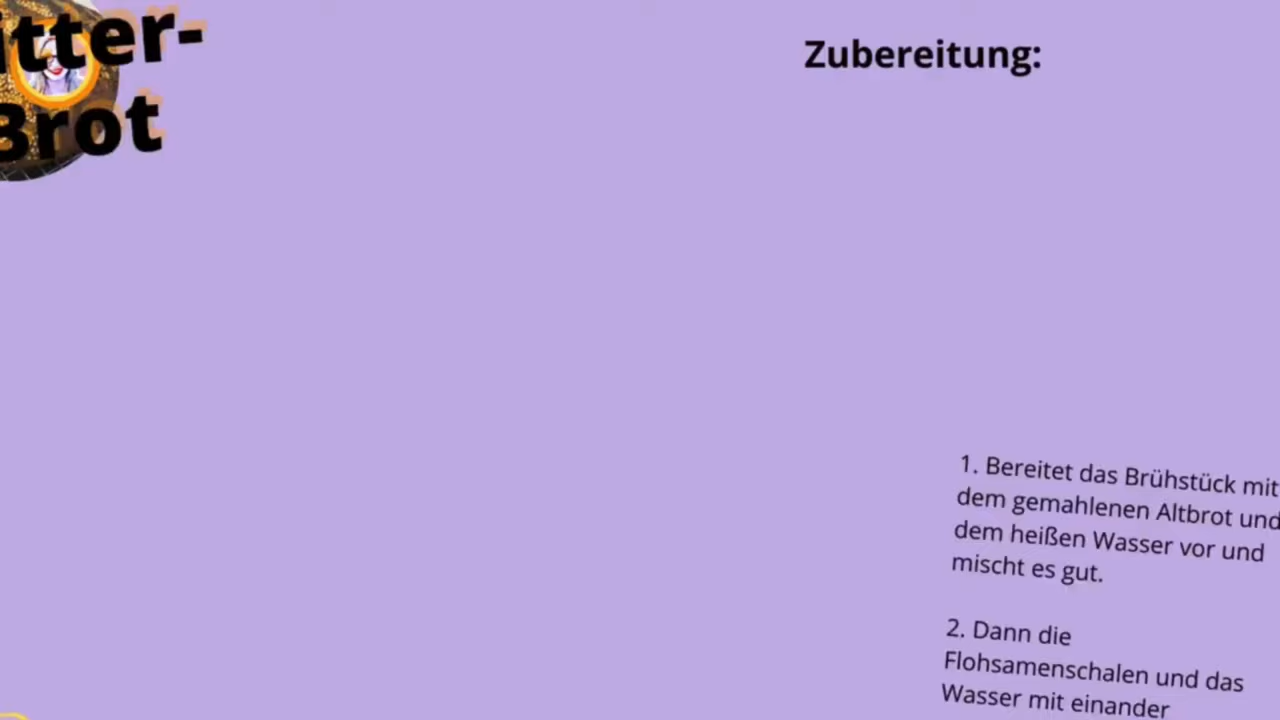 Brot
Zubereitung:
1. Bereitet das Brühstück mit
dem gemahlenen Altbrot und
dem heißen Wasser vor und
mischt es gut.
2. Dann die
Flohsamenschalen und das
Wasser mit einander